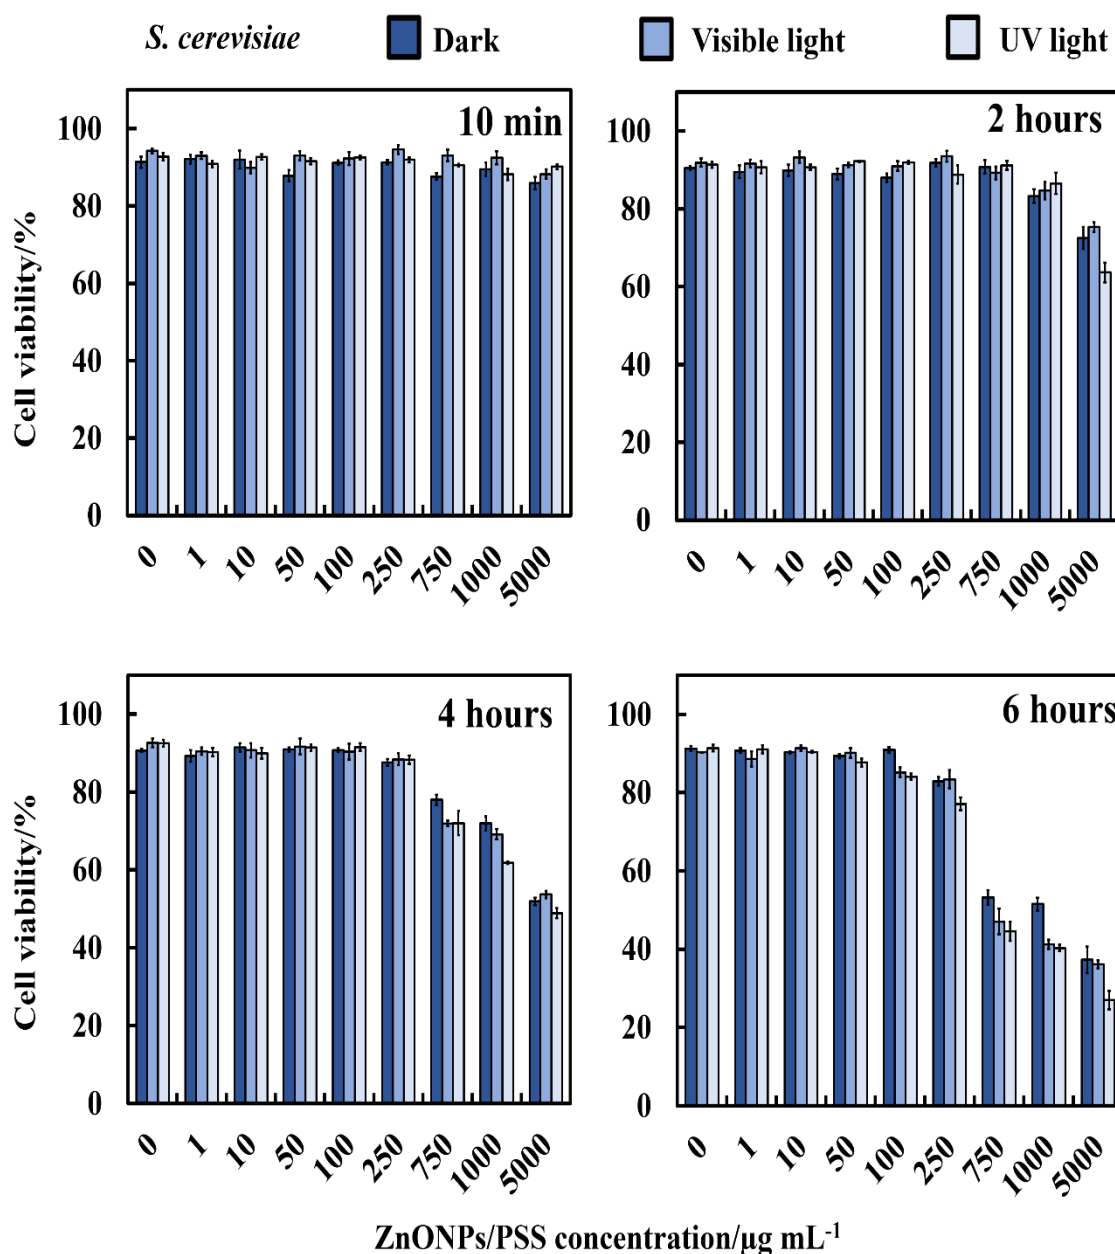 S. cerevisiae Dark Visible light UV light
10 min
Cell viability/%
100
80
60
40
20
0
0 1 10 50 100 250 750 1000 5000
2 hours
100
80
60
40
20
0
0 1 10 50 100 250 750 1000 5000
4 hours
Cell viability/%
100
80
60
40
20
0
0 1 10 50 100 250 750 1000 5000
6 hours
100
80
60
40
20
0
0 1 10 50 100 250 750 1000 5000
ZnONPs/PSS concentration/µg mL⁻¹